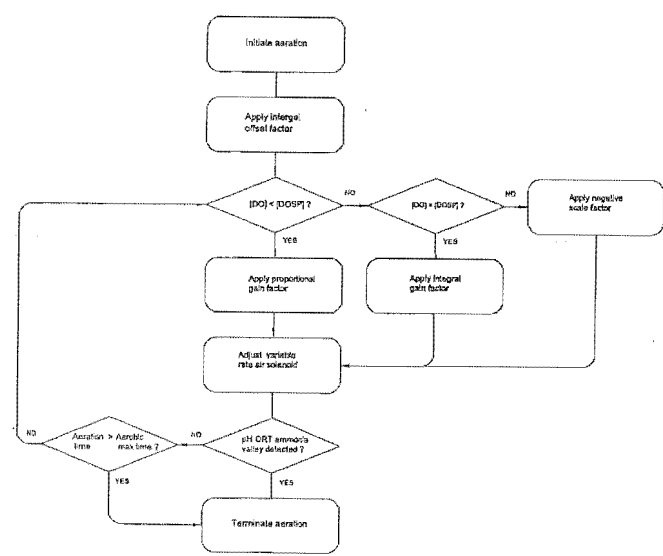 Initiate aeration
Apply intergel
offset factor
[DO] < [DOSP] ?
NO
[DO] = [DOSP] ?
NO
Apply negative
scale factor
YES
YES
Apply proportional
gain factor
Apply integral
gain factor
Adjust variable
rate air solenoid
NO
Aeration > Aerobic
time max time ?
NO
pH ORT ammonia
valley detected ?
YES
YES
Terminate aeration